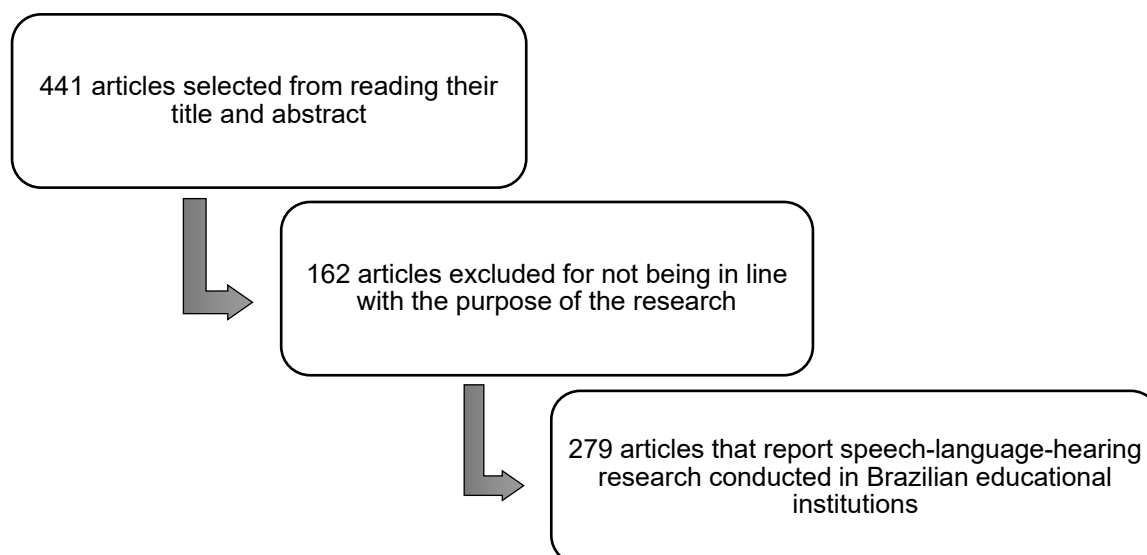 441 articles selected from reading their
title and abstract
162 articles excluded for not being in line
with the purpose of the research
279 articles that report speech-language-hearing
research conducted in Brazilian educational
institutions